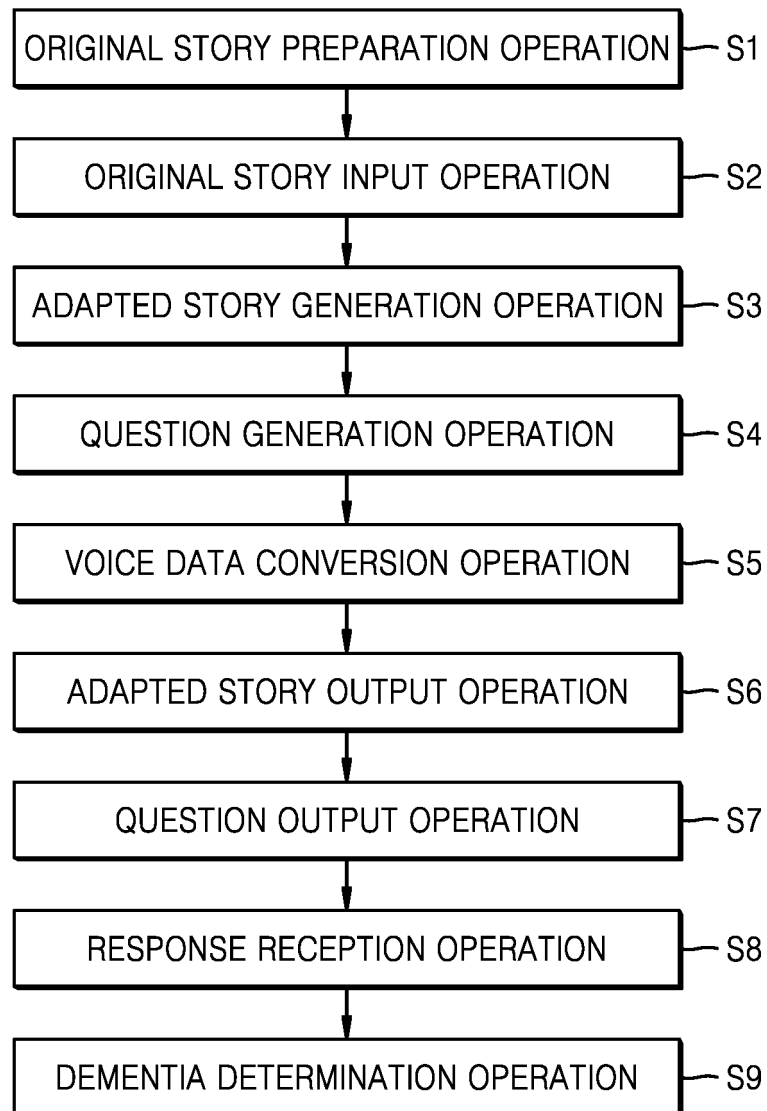 ORIGINAL STORY PREPARATION OPERATION S1
ORIGINAL STORY INPUT OPERATION S2
ADAPTED STORY GENERATION OPERATION S3
QUESTION GENERATION OPERATION S4
VOICE DATA CONVERSION OPERATION S5
ADAPTED STORY OUTPUT OPERATION S6
QUESTION OUTPUT OPERATION S7
RESPONSE RECEPTION OPERATION S8
DEMENTIA DETERMINATION OPERATION S9